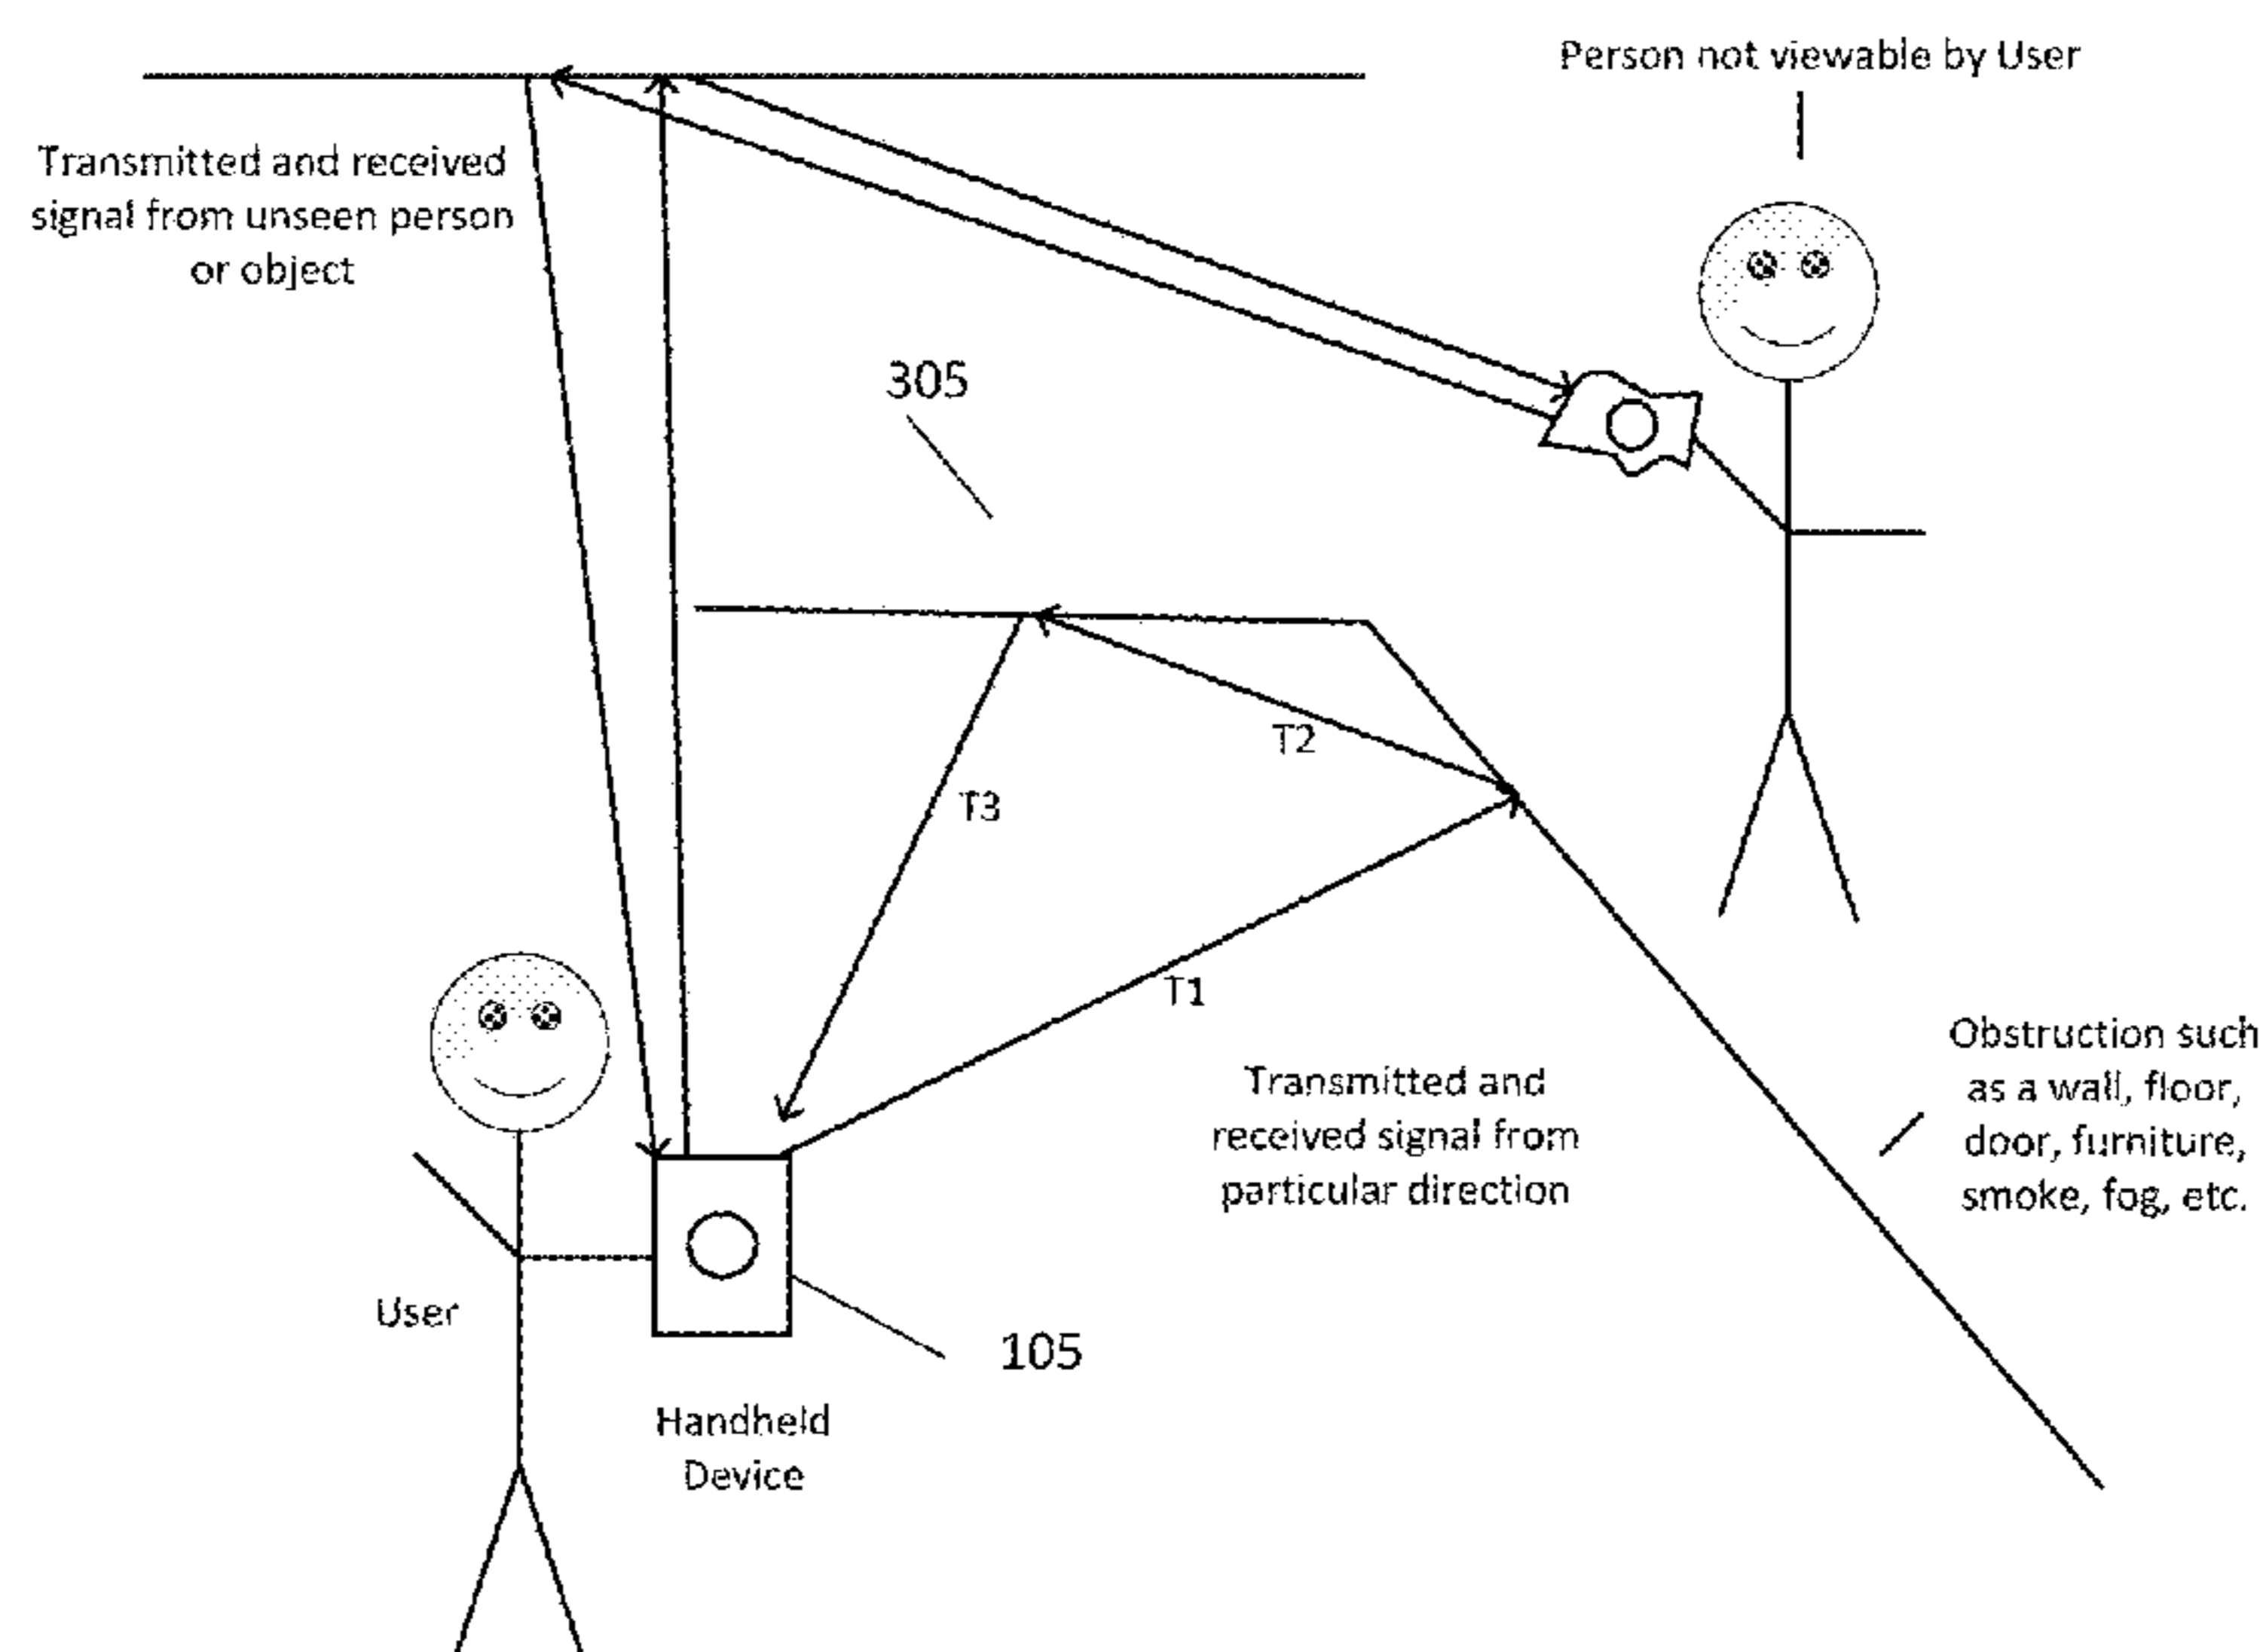 Person not viewable by User
Transmitted and received
signal from unseen person
or object
305
T2
T3
T1
Obstruction such
as a wall, floor,
door, furniture,
smoke, fog, etc.
Transmitted and
received signal from
particular direction
User
105
Handheld
Device